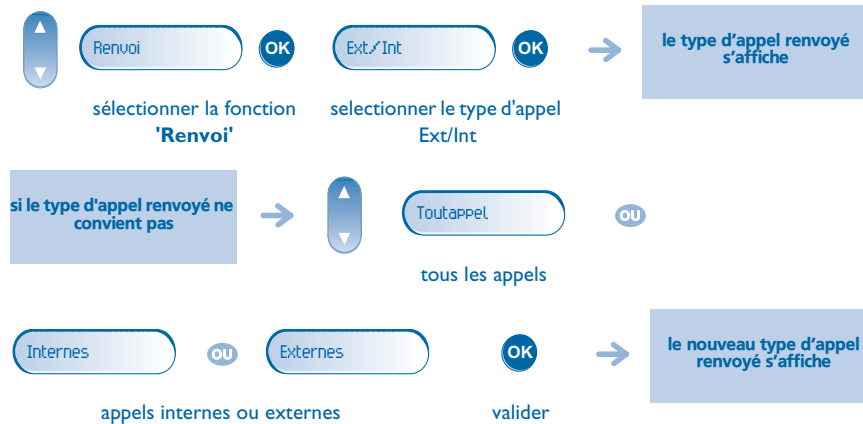 Renvoi
OK
Ext/Int
OK
le type d'appel renvoyé
s'affiche
sélectionner la fonction
'Renvoi'
selectionner le type d'appel
Ext/Int
si le type d'appel renvoyé ne
convient pas
Toutappel
OU
tous les appels
Internes
OU
Externes
OK
le nouveau type d'appel
renvoyé s'affiche
appels internes ou externes
valider